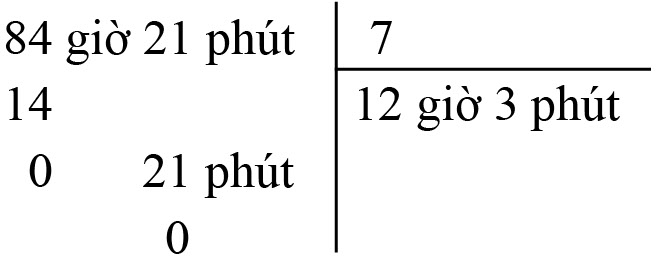 84 giờ 21 phút 7
14 12 giờ 3 phút
0 21 phút
0